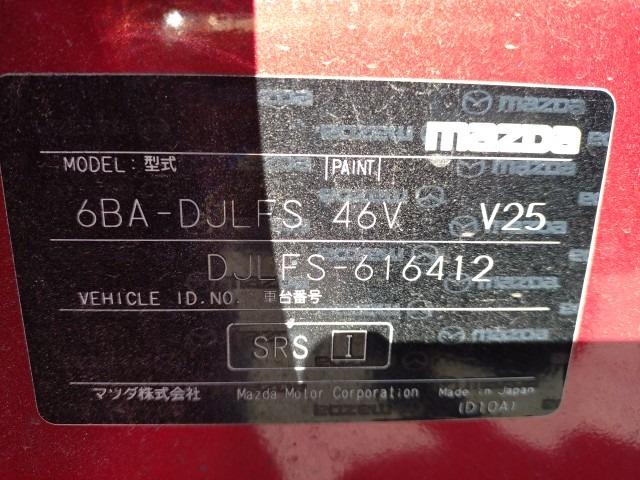 mazda
MODEL: 型式 PAINT
6BA-DJLFS 46V V25
DJLFS-616412
VEHICLE ID.NO. 車台番号
SRS I
マツダ株式会社 Mazda Motor Corporation Made in Japan
(D10A)